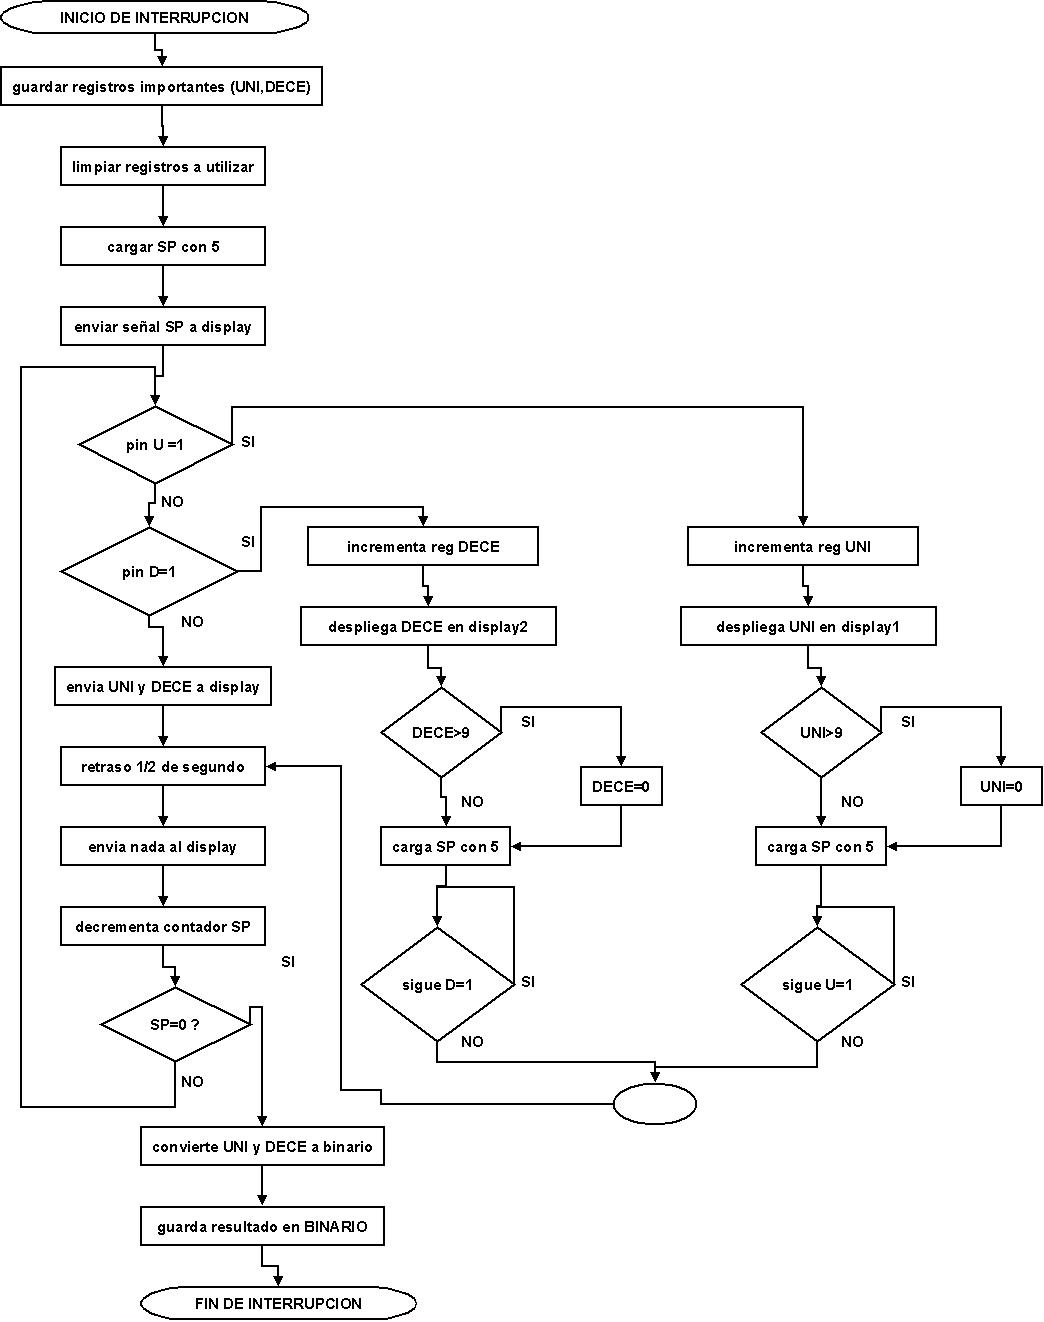 INICIO DE INTERRUPCION
guardar registros importantes (UNI,DECE)
limpiar registros a utilizar
cargar SP con 5
enviar señal SP a display
pin U =1
SI
NO
pin D=1
SI
NO
incrementa reg DECE
incrementa reg UNI
despliega DECE en display2
despliega UNI en display1
envia UNI y DECE a display
DECE>9
SI
NO
DECE=0
UNI>9
SI
NO
UNI=0
retraso 1/2 de segundo
envia nada al display
carga SP con 5
carga SP con 5
decrementa contador SP
SI
sigue D=1
SI
NO
sigue U=1
SI
NO
SP=0 ?
NO
convierte UNI y DECE a binario
guarda resultado en BINARIO
FIN DE INTERRUPCION